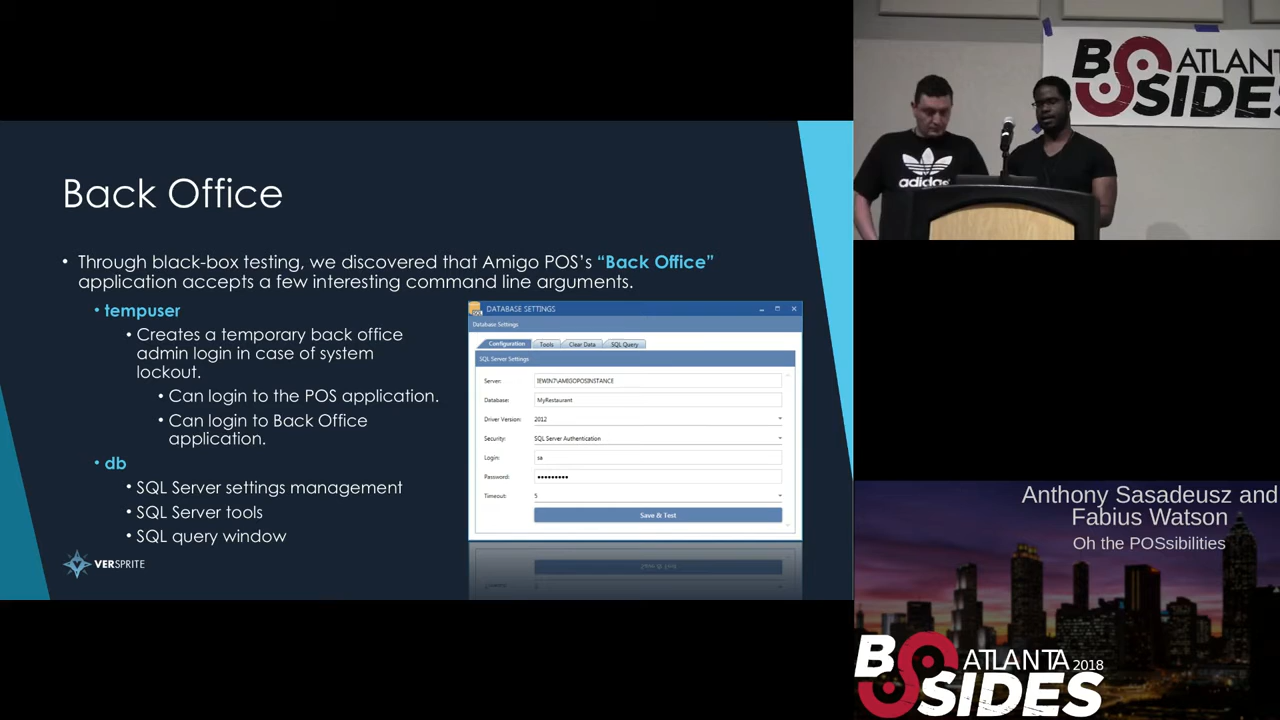 Back Office
• Through black-box testing, we discovered that Amigo POS's “Back Office”
application accepts a few interesting command line arguments.
• tempuser
• Creates a temporary back office
admin login in case of system
lockout.
• Can login to the POS application.
• Can login to Back Office
application.
• db
• SQL Server settings management
• SQL Server tools
• SQL query window
VERSPRITE
DATABASE SETTINGS
Database Settings
Configuration Tools Clear Data SQL Query
SQL Server Settings
Server: IEWIN7\AMIGOPOSINSTANCE
Database: MyRestaurant
Driver Version: 2012
Security: SQL Server Authentication
Login: sa
Password: •••••••••
Timeout: 5
Save & Test
BSIDES ATLANT
adidas
Anthony Sasadeusz and
Fabius Watson
Oh the POSsibilities
BSIDES ATLANTA 2018